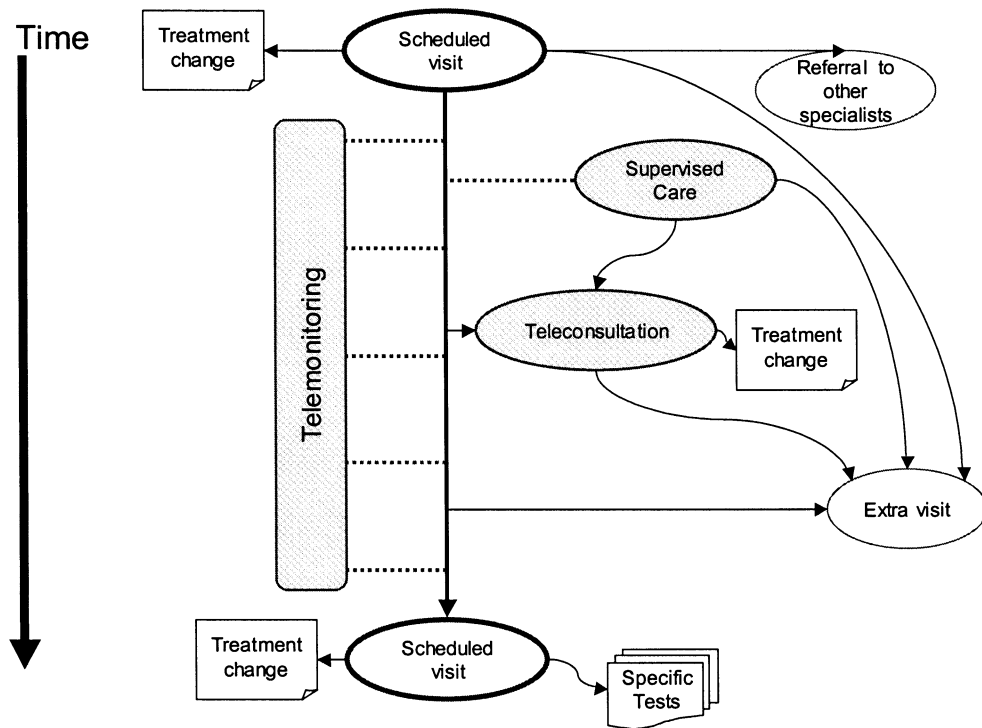 Time
Treatment
change
Scheduled
visit
Referral to
other
specialists
Supervised
Care
Telemonitoring
Teleconsultation
Treatment
change
Extra visit
Treatment
change
Scheduled
visit
Specific
Tests